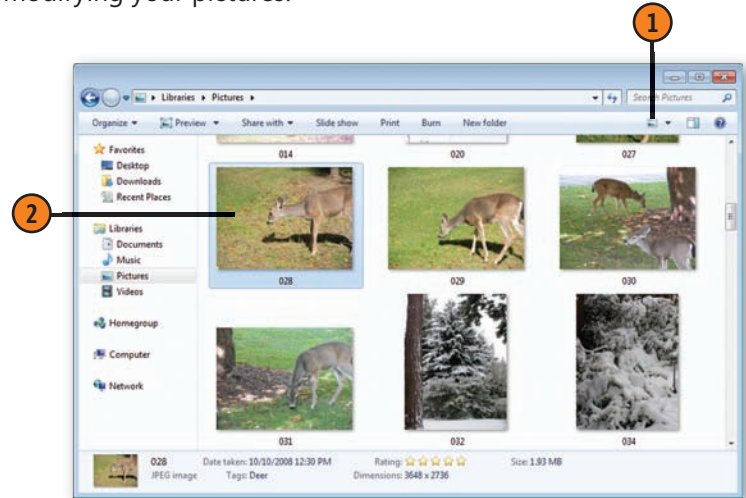 modifying your pictures.
1
Libraries ▸ Pictures ▸
Search Pictures
Organize Preview Share with Slide show Print Burn New folder
Favorites
Desktop
Downloads
Recent Places
Libraries
Documents
Music
Pictures
Videos
Homegroup
Computer
Network
014 020 027
2
028 029 030
031 032 034
028 Date taken: 10/10/2008 12:30 PM Rating: Size: 1.93 MB
JPEG image Tags: Deer Dimensions: 3648 x 2736